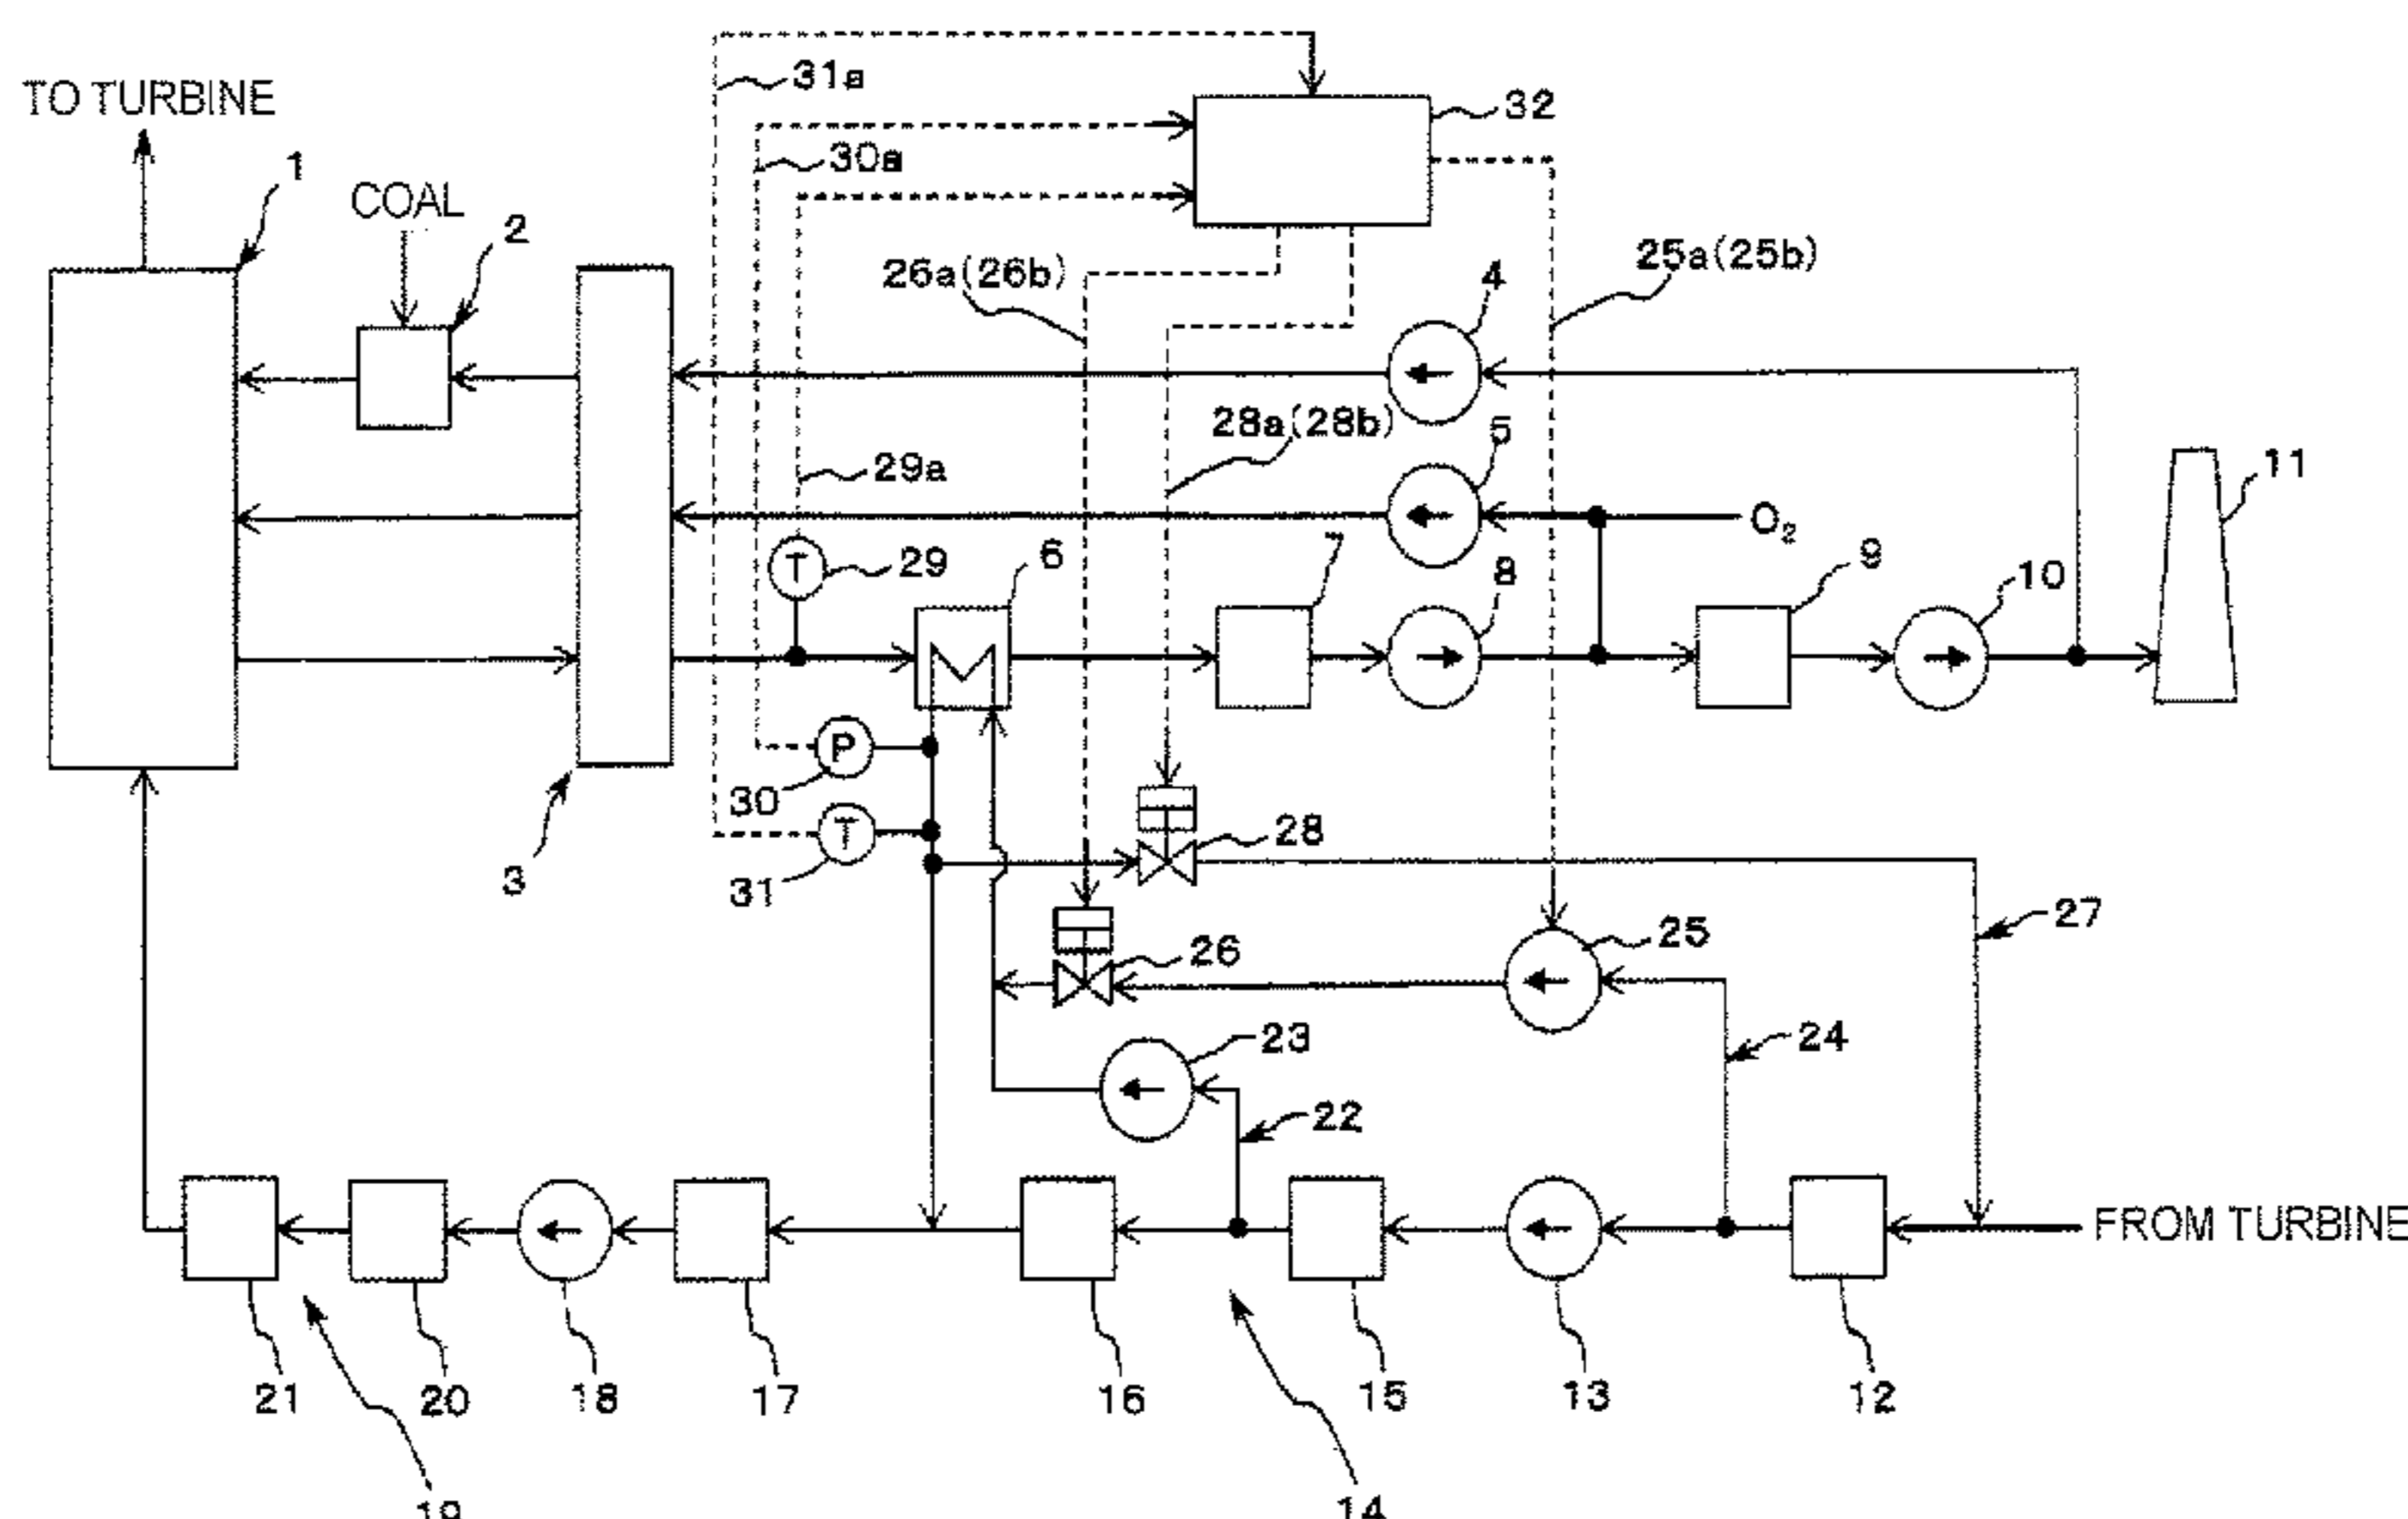 31a
TO TURBINE
32
30a
1
COAL
2
26a(26b)
25a(25b)
4
28a(28b)
5
29a
11
O₂
T
29
6
7
8
9
10
P
30
T
31
28
3
27
26
25
23
24
22
FROM TURBINE
21
20
18
17
16
15
13
12
19
14